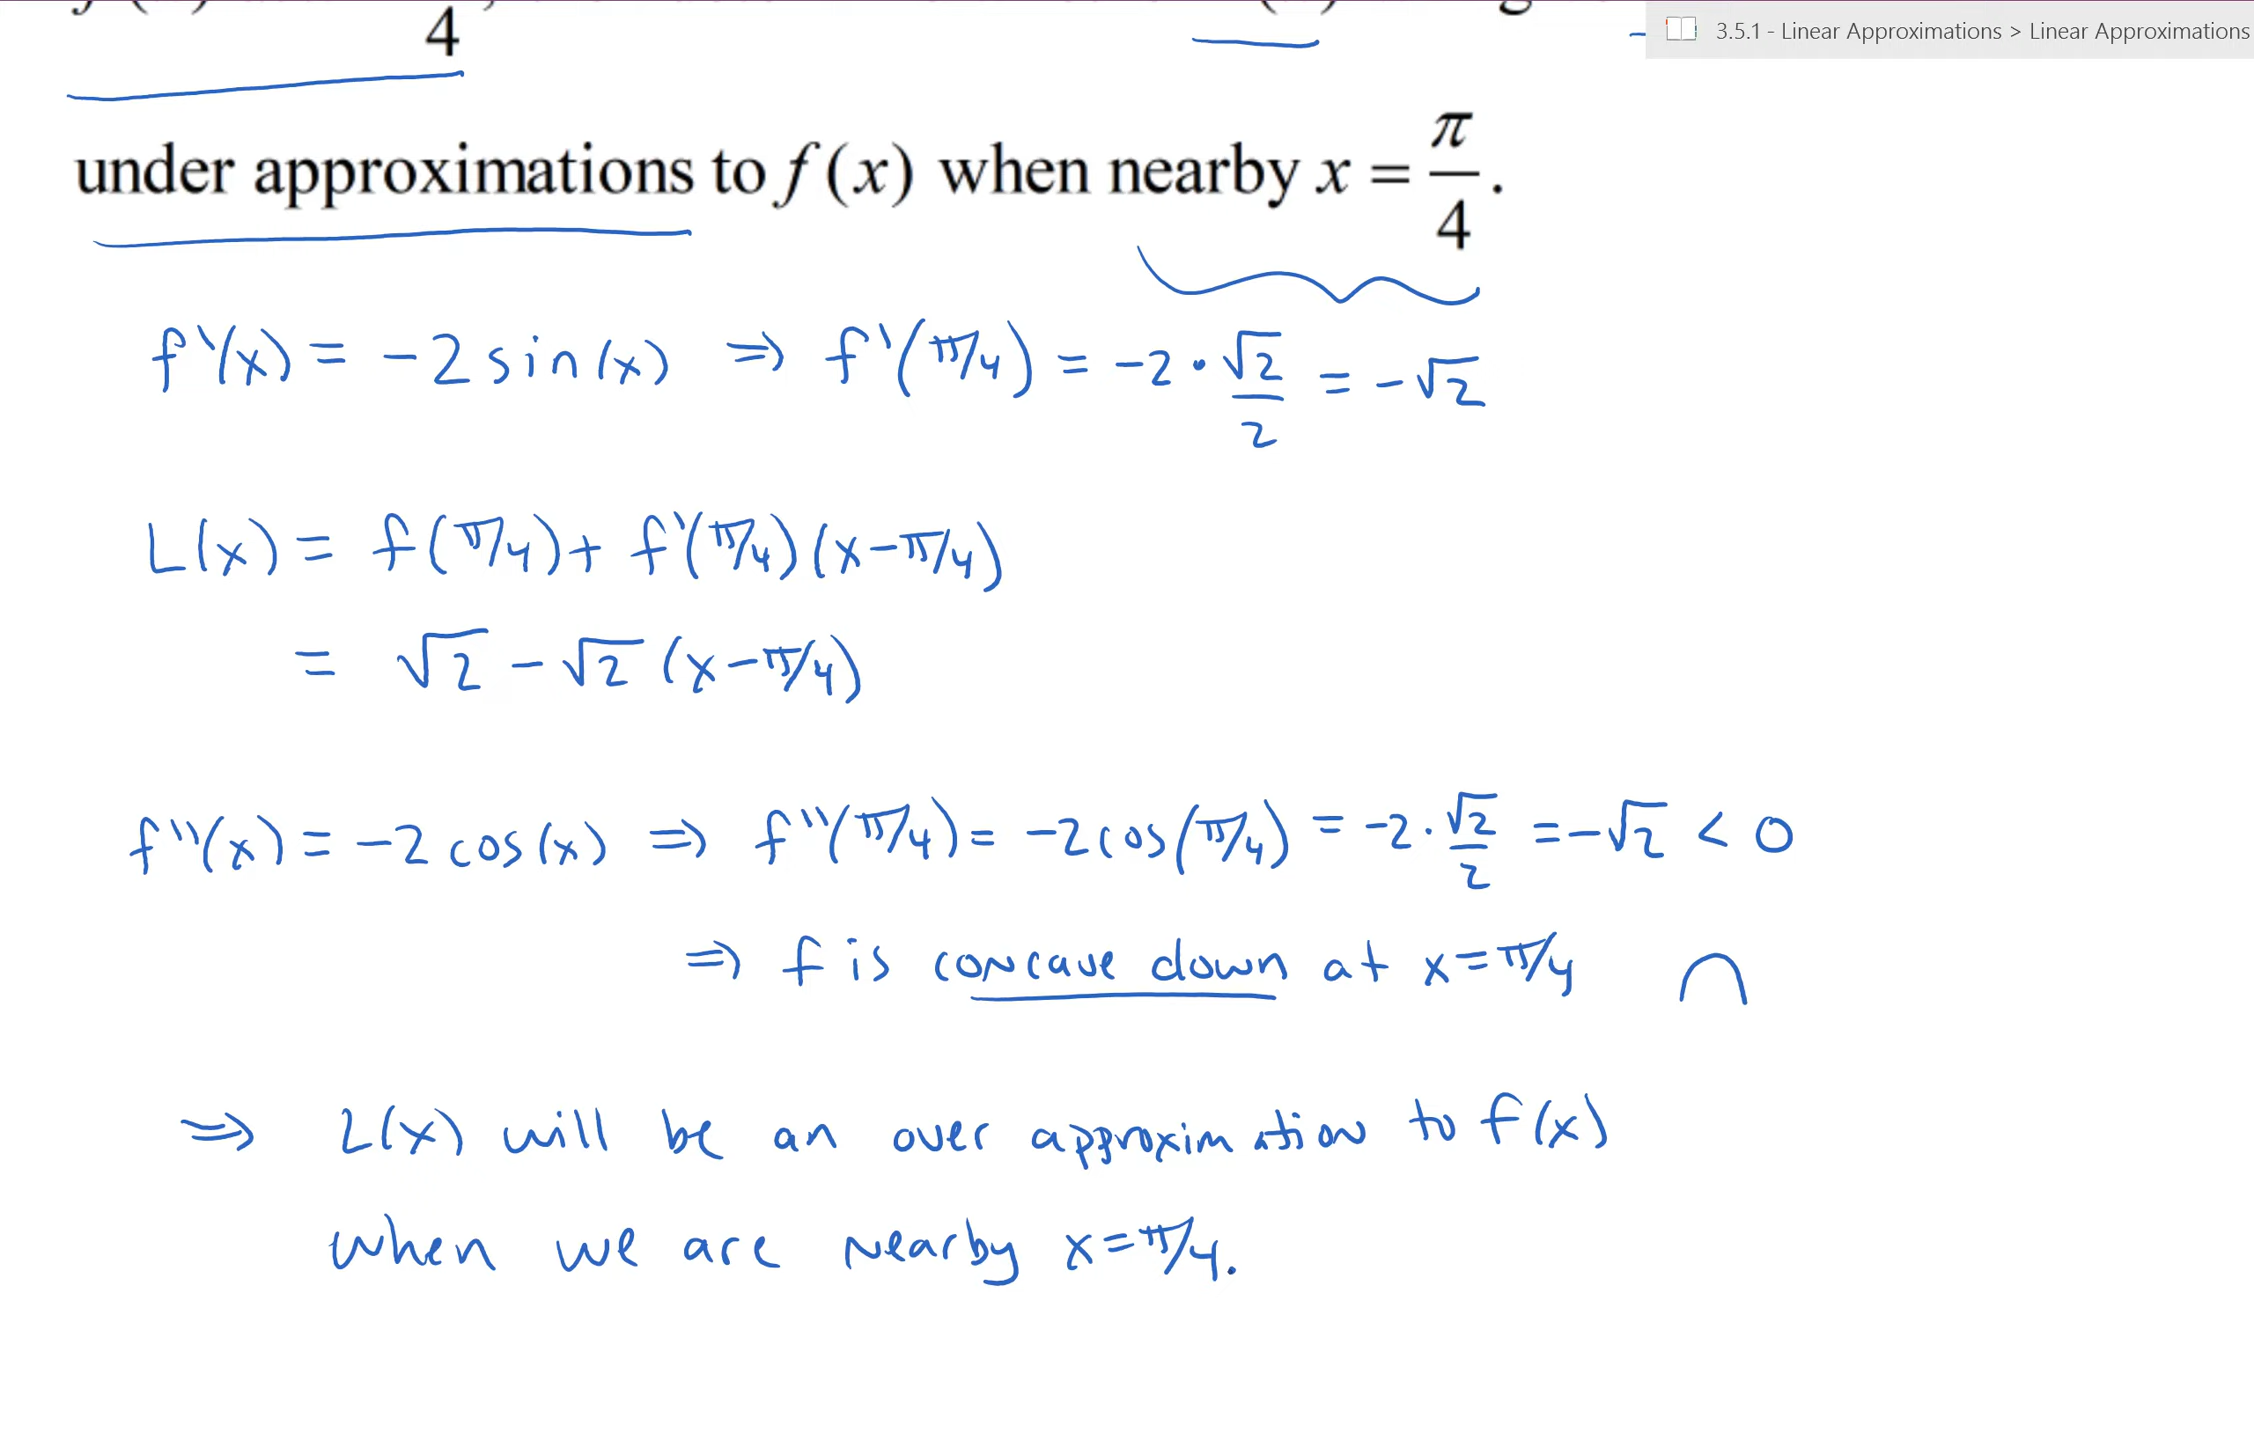 4
3.5.1 - Linear Approximations > Linear Approximations
under approximations to f(x) when nearby x = π/4.
f'(x) = -2 sin(x) ⇒ f'(π/4) = -2 · √2/2 = -√2
L(x) = f(π/4) + f'(π/4)(x-π/4)
= √2 - √2 (x-π/4)
f''(x) = -2 cos(x) ⇒ f''(π/4) = -2cos(π/4) = -2 · √2/2 = -√2 < 0
⇒ f is concave down at x=π/4
⇒ L(x) will be an over approximation to f(x)
when we are nearby x=π/4.